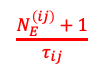 N_E^{(ij)} + 1
τ_{ij}